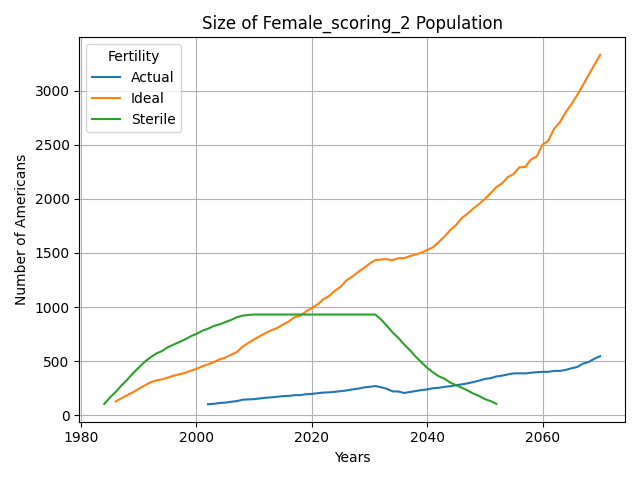 Size of Female_scoring_2 Population
Fertility
Actual
Ideal
Sterile
Number of Americans
3000
2500
2000
1500
1000
500
0
1980
2000
2020
2040
2060
Years